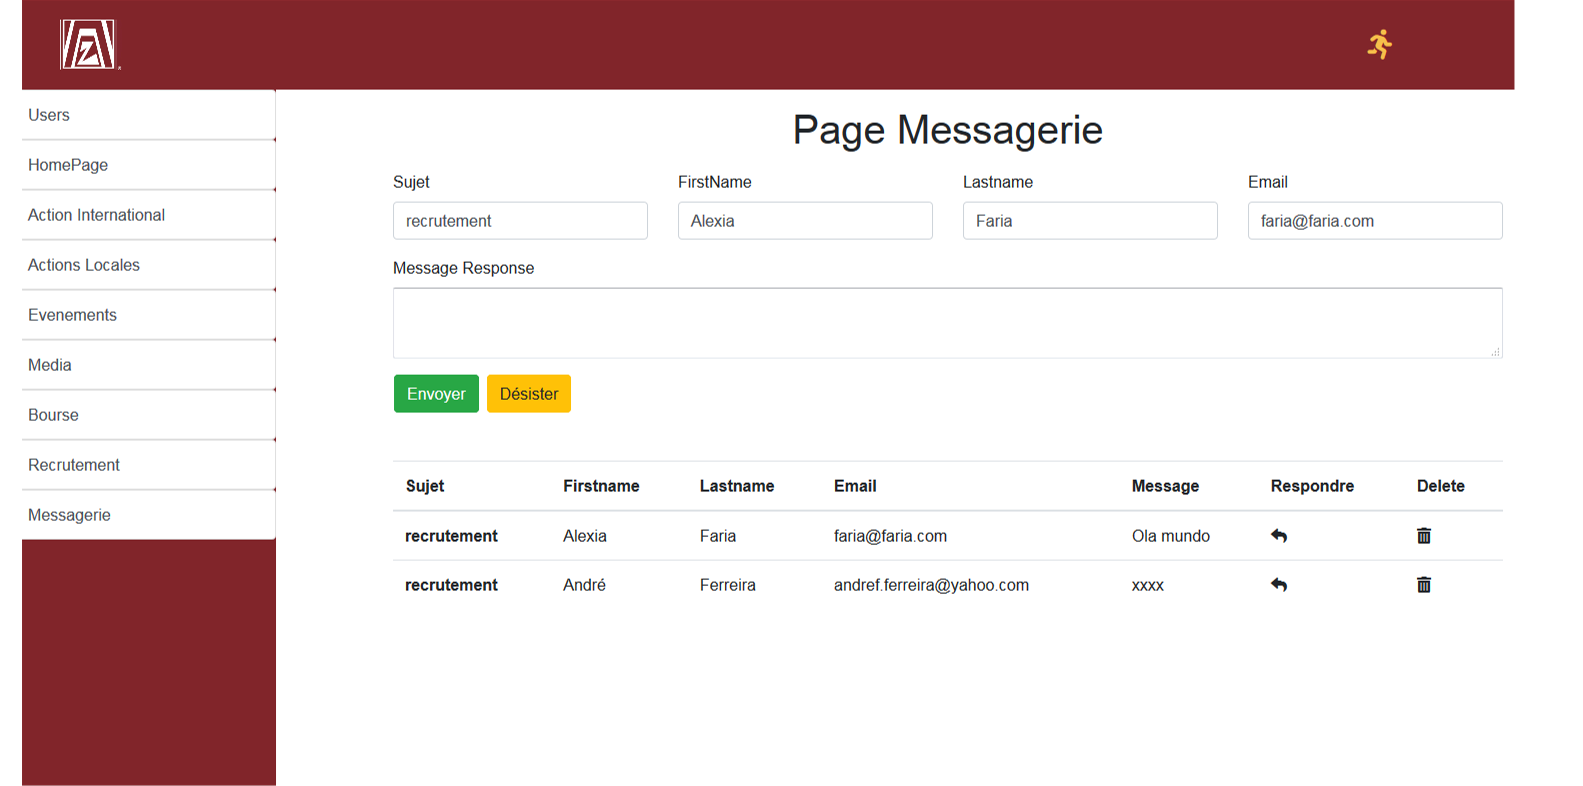 Users
HomePage
Action International
Actions Locales
Evenements
Media
Bourse
Recrutement
Messagerie
Page Messagerie
Sujet FirstName Lastname Email
recrutement Alexia Faria faria@faria.com
Message Response
Envoyer Désister
Sujet Firstname Lastname Email Message Respondre Delete
recrutement Alexia Faria faria@faria.com Ola mundo
recrutement André Ferreira andref.ferreira@yahoo.com xxxx